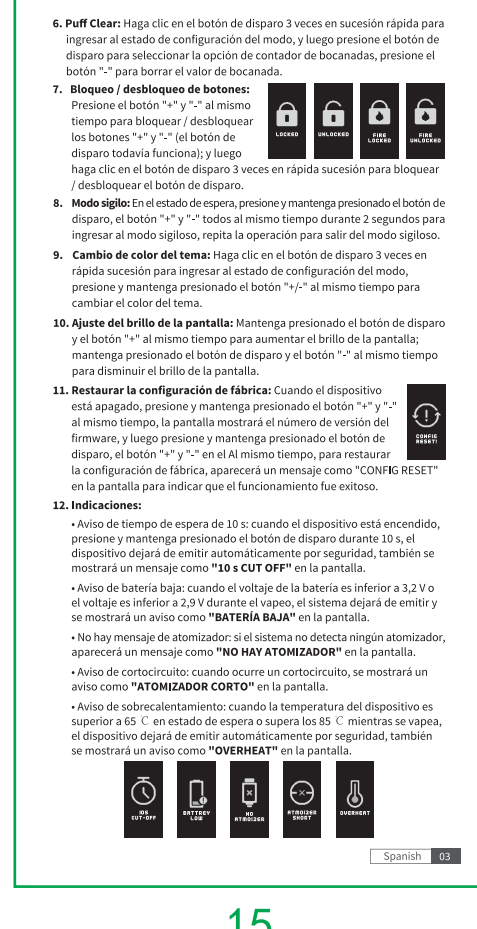 6. Puff Clear: Haga clic en el botón de disparo 3 veces en sucesión rápida para
ingresar al estado de configuración del modo, y luego presione el botón de
disparo para seleccionar la opción de contador de bocanadas, presione el
botón "-" para borrar el valor de bocanada.
7. Bloqueo / desbloqueo de botones:
Presione el botón "+" y "-" al mismo
tiempo para bloquear / desbloquear
los botones "+" y "-" (el botón de
disparo todavía funciona); y luego
haga clic en el botón de disparo 3 veces en rápida sucesión para bloquear
/ desbloquear el botón de disparo.
LOCKED
UNLOCKED
FIRE
LOCKED
FIRE
UNLOCKED
8. Modo sigilo: En el estado de espera, presione y mantenga presionado el botón de
disparo, el botón "+" y "-" todos al mismo tiempo durante 2 segundos para
ingresar al modo sigiloso, repita la operación para salir del modo sigiloso.
9. Cambio de color del tema: Haga clic en el botón de disparo 3 veces en
rápida sucesión para ingresar al estado de configuración del modo,
presione y mantenga presionado el botón "+/-" al mismo tiempo para
cambiar el color del tema.
10. Ajuste del brillo de la pantalla: Mantenga presionado el botón de disparo
y el botón "+" al mismo tiempo para aumentar el brillo de la pantalla;
mantenga presionado el botón de disparo y el botón "-" al mismo tiempo
para disminuir el brillo de la pantalla.
11. Restaurar la configuración de fábrica: Cuando el dispositivo
está apagado, presione y mantenga presionado el botón "+" y "-"
al mismo tiempo, la pantalla mostrará el número de versión del
firmware, y luego presione y mantenga presionado el botón de
disparo, el botón "+" y "-" en el Al mismo tiempo, para restaurar
la configuración de fábrica, aparecerá un mensaje como "CONFIG RESET"
en la pantalla para indicar que el funcionamiento fue exitoso.
CONFIG
RESET!
12. Indicaciones:
• Aviso de tiempo de espera de 10 s: cuando el dispositivo está encendido,
presione y mantenga presionado el botón de disparo durante 10 s, el
dispositivo dejará de emitir automáticamente por seguridad, también se
mostrará un mensaje como "10 s CUT OFF" en la pantalla.
• Aviso de batería baja: cuando el voltaje de la batería es inferior a 3,2 V o
el voltaje es inferior a 2,9 V durante el vapeo, el sistema dejará de emitir y
se mostrará un aviso como "BATERÍA BAJA" en la pantalla.
• No hay mensaje de atomizador: si el sistema no detecta ningún atomizador,
aparecerá un mensaje como "NO HAY ATOMIZADOR" en la pantalla.
• Aviso de cortocircuito: cuando ocurre un cortocircuito, se mostrará un
aviso como "ATOMIZADOR CORTO" en la pantalla.
• Aviso de sobrecalentamiento: cuando la temperatura del dispositivo es
superior a 65 ℃ en estado de espera o supera los 85 ℃ mientras se vapea,
el dispositivo dejará de emitir automáticamente por seguridad, también
se mostrará un aviso como "OVERHEAT" en la pantalla.
10S
CUT-OFF
BATTREY
LOW
NO
ATMOIZER
ATMOIZER
SHORT
OVERHEAT
Spanish 03
15